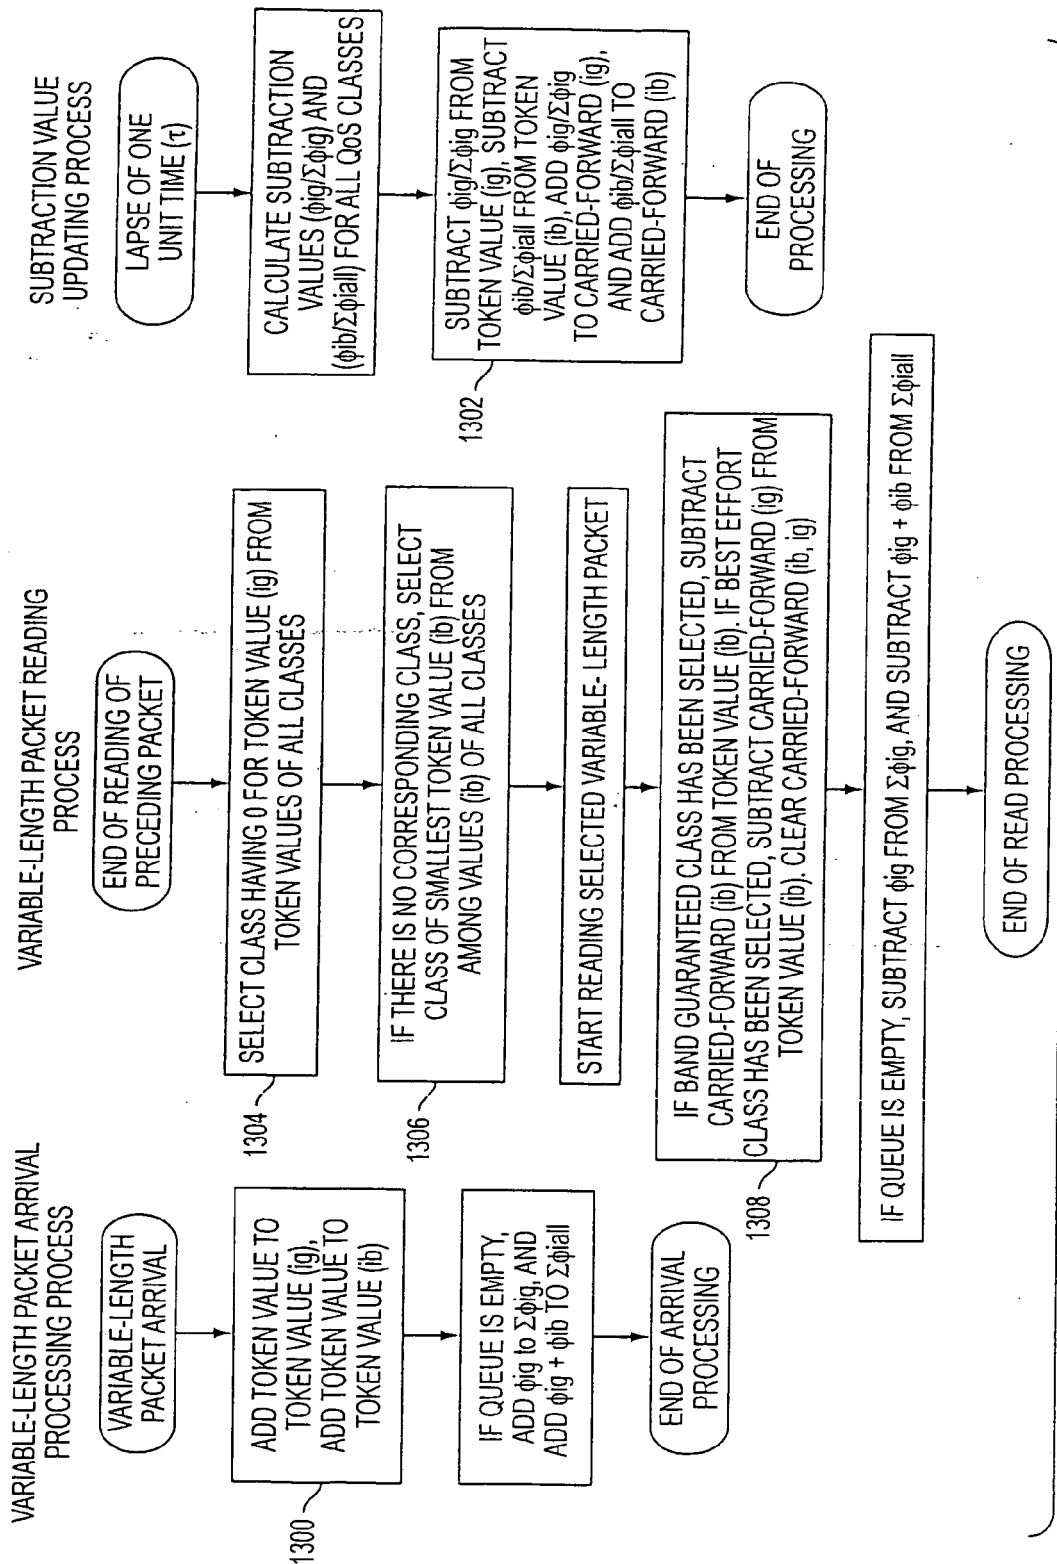 VARIABLE-LENGTH PACKET ARRIVAL
PROCESSING PROCESS
VARIABLE-LENGTH
PACKET ARRIVAL
1300
ADD TOKEN VALUE TO
TOKEN VALUE (ig),
ADD TOKEN VALUE TO
TOKEN VALUE (ib)
IF QUEUE IS EMPTY,
ADD ϕig to Σϕig, AND
ADD ϕig + ϕib TO Σϕiall
END OF ARRIVAL
PROCESSING
VARIABLE-LENGTH PACKET READING
PROCESS
END OF READING OF
PRECEDING PACKET
1304
SELECT CLASS HAVING 0 FOR TOKEN VALUE (ig) FROM
TOKEN VALUES OF ALL CLASSES
1306
IF THERE IS NO CORRESPONDING CLASS, SELECT
CLASS OF SMALLEST TOKEN VALUE (ib) FROM
AMONG VALUES (ib) OF ALL CLASSES
START READING SELECTED VARIABLE- LENGTH PACKET
1308
IF BAND GUARANTEED CLASS HAS BEEN SELECTED, SUBTRACT
CARRIED-FORWARD (ib) FROM TOKEN VALUE (ib). IF BEST EFFORT
CLASS HAS BEEN SELECTED, SUBTRACT CARRIED-FORWARD (ig) FROM
TOKEN VALUE (ib). CLEAR CARRIED-FORWARD (ib, ig)
IF QUEUE IS EMPTY, SUBTRACT ϕig FROM Σϕig, AND SUBTRACT ϕig + ϕib FROM Σϕiall
END OF READ PROCESSING
SUBTRACTION VALUE
UPDATING PROCESS
LAPSE OF ONE
UNIT TIME (τ)
CALCULATE SUBTRACTION
VALUES (ϕig/Σϕig) AND
(ϕib/Σϕiall) FOR ALL QoS CLASSES
1302
SUBTRACT ϕig/Σϕig FROM
TOKEN VALUE (ig), SUBTRACT
ϕib/Σϕiall FROM TOKEN
VALUE (ib), ADD ϕig/Σϕig
TO CARRIED-FORWARD (ig),
AND ADD ϕib/Σϕiall TO
CARRIED-FORWARD (ib)
END OF
PROCESSING